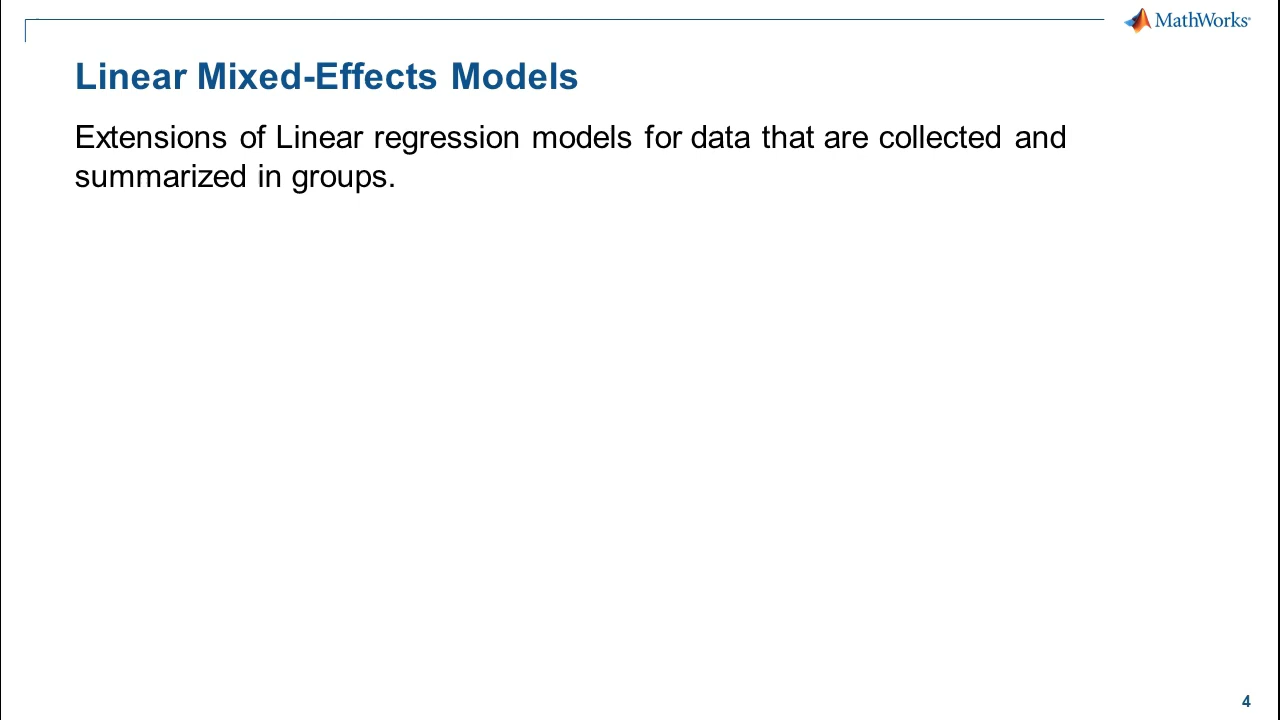 MathWorks®
Linear Mixed-Effects Models
Extensions of Linear regression models for data that are collected and
summarized in groups.
4